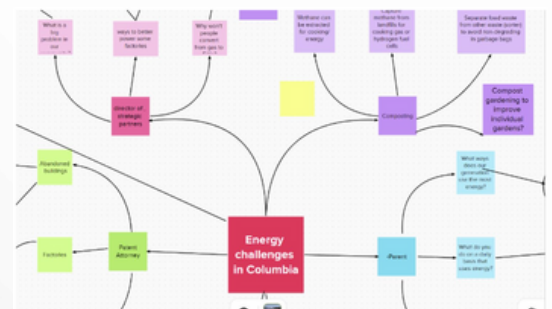 What is a
big
problem in
our
ways to better
power some
factories
Why won't
people
convert
from gas to
Methane can
be extracted
for cooking/
energy
methane from
landfills for
cooking gas or
hydrogen fuel
cells
Separate food waste
from other waste (sorter)
to avoid non-degrading
in garbage bags
director of
strategic
partners
Composting
Compost
gardening to
improve
individual
gardens?
Abandoned
buildings
What ways
does our
generation
use the most
energy?
Energy
challenges
in Columbia
Factories
Patent
Attorney
-Parent
What do you
do on a daily
basis that
uses energy?